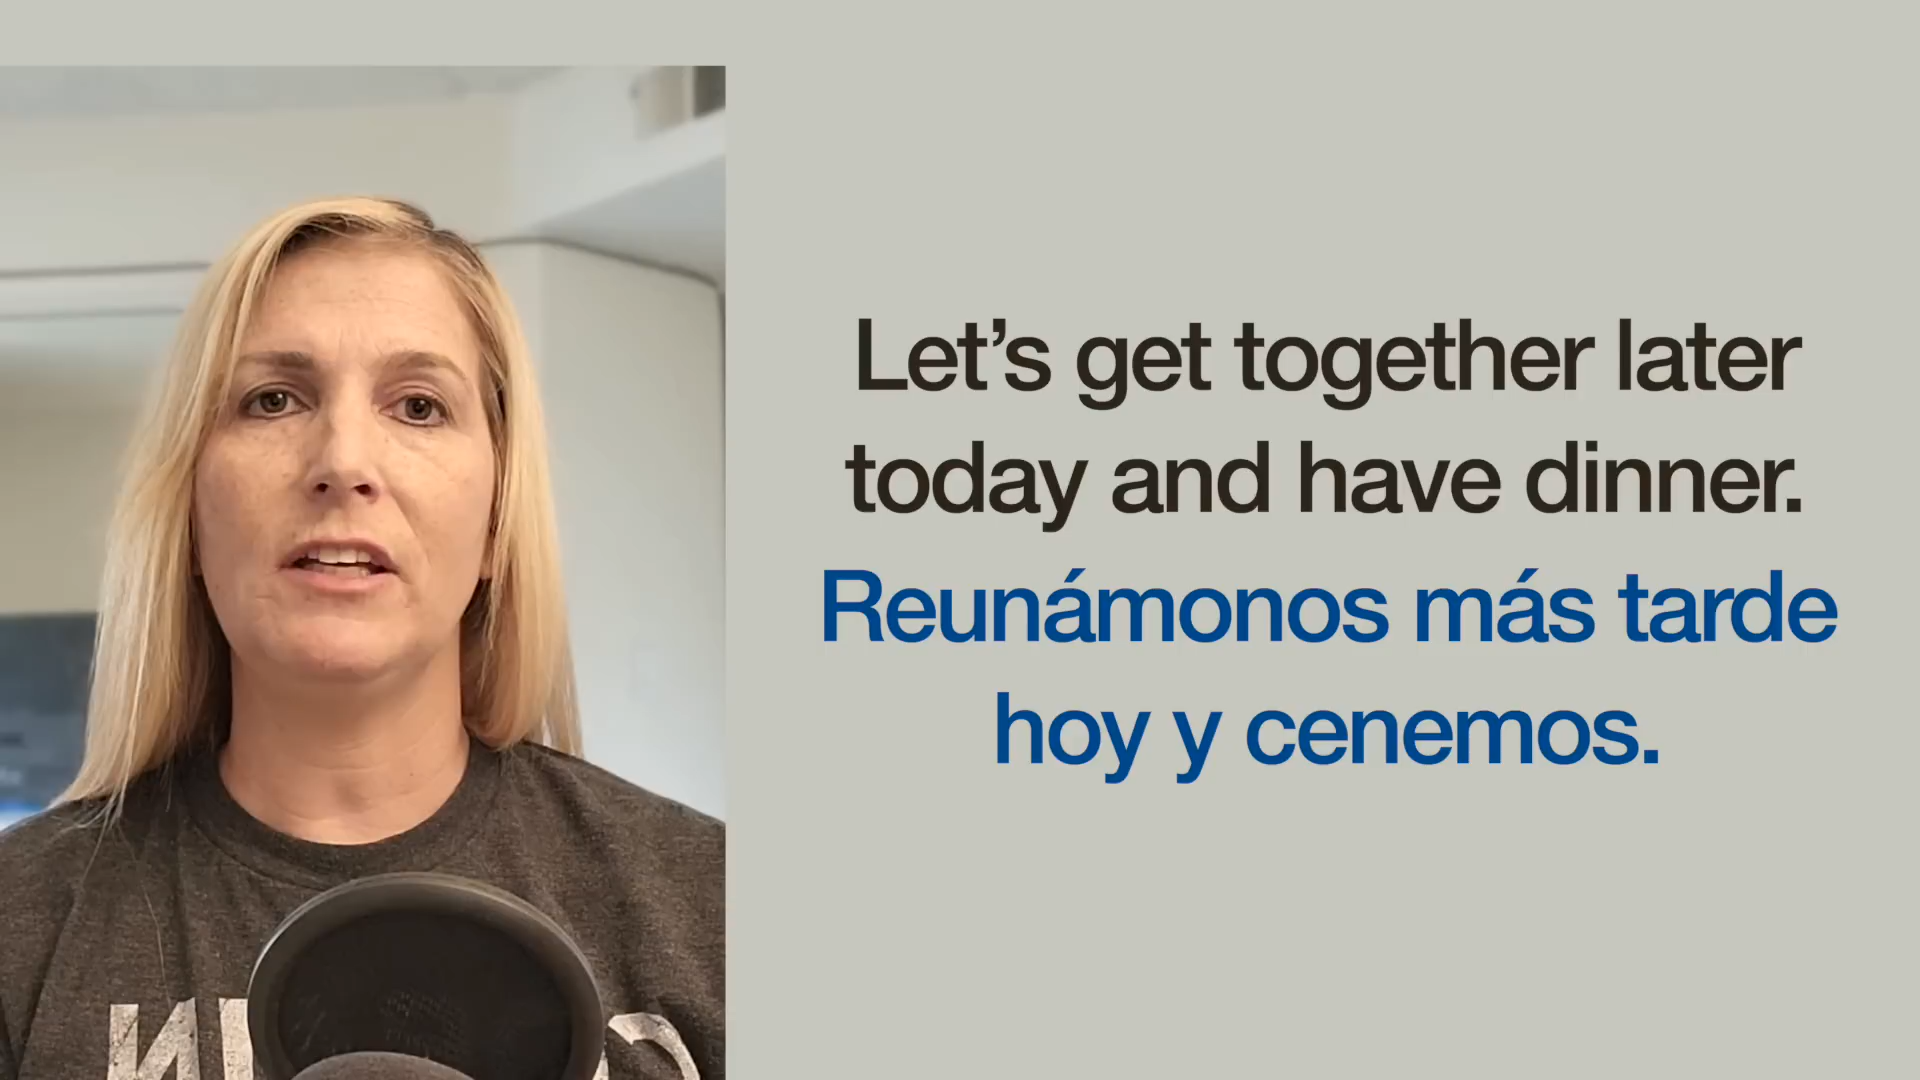 Let’s get together later
today and have dinner.
Reunámonos más tarde
hoy y cenemos.